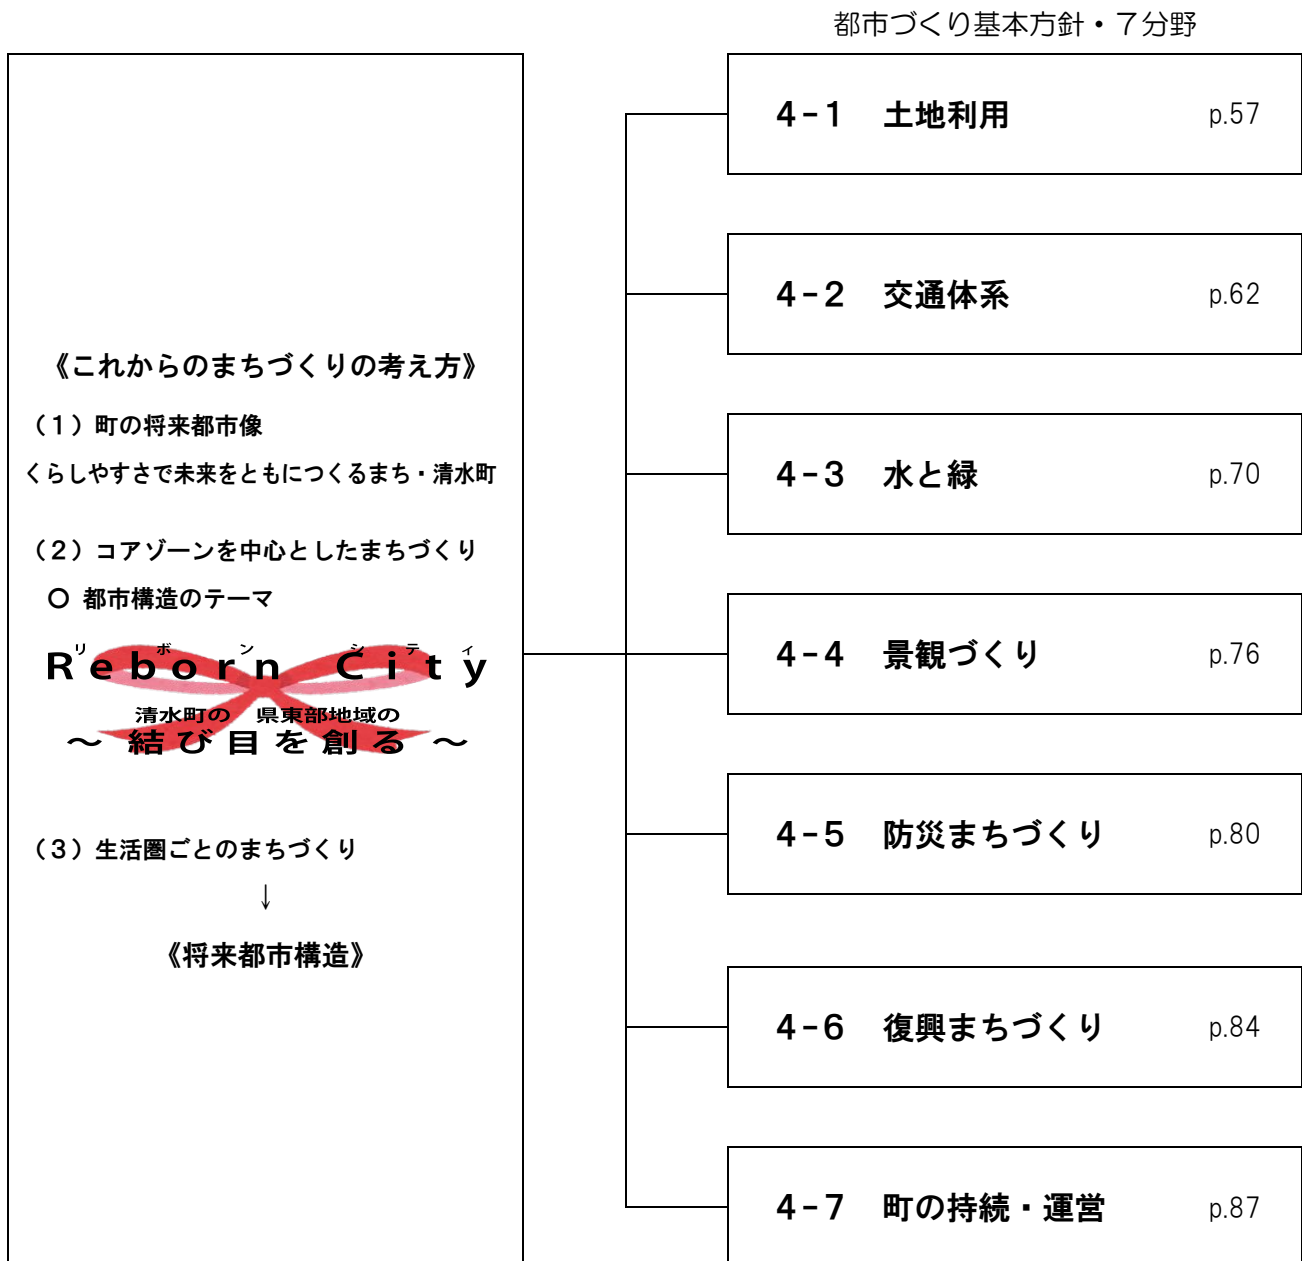 都市づくり基本方針・7分野
《これからのまちづくりの考え方》
（1）町の将来都市像
くらしやすさで未来をともにつくるまち・清水町
（2）コアゾーンを中心としたまちづくり
○ 都市構造のテーマ
リボン シティ
Reborn City
清水町の 県東部地域の
～ 結び目を創る ～
（3）生活圏ごとのまちづくり
↓
《将来都市構造》
4-1 土地利用 p.57
4-2 交通体系 p.62
4-3 水と緑 p.70
4-4 景観づくり p.76
4-5 防災まちづくり p.80
4-6 復興まちづくり p.84
4-7 町の持続・運営 p.87